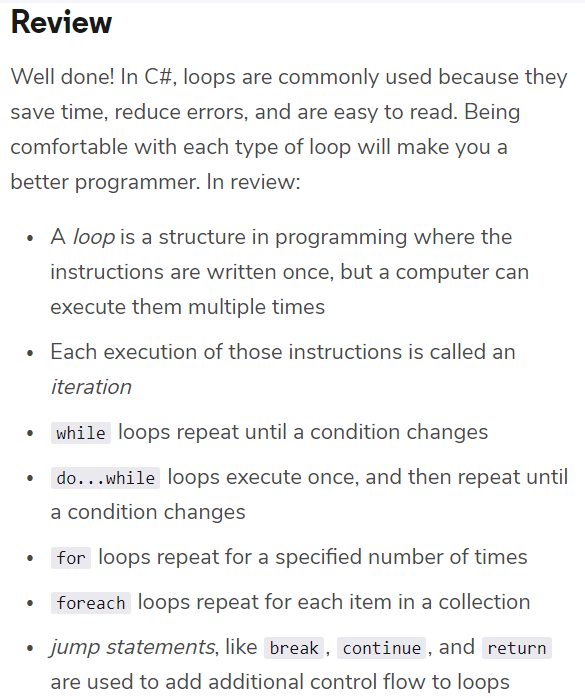 Review
Well done! In C#, loops are commonly used because they
save time, reduce errors, and are easy to read. Being
comfortable with each type of loop will make you a
better programmer. In review:
• A loop is a structure in programming where the
instructions are written once, but a computer can
execute them multiple times
• Each execution of those instructions is called an
iteration
• while loops repeat until a condition changes
• do...while loops execute once, and then repeat until
a condition changes
• for loops repeat for a specified number of times
• foreach loops repeat for each item in a collection
• jump statements, like break, continue, and return
are used to add additional control flow to loops